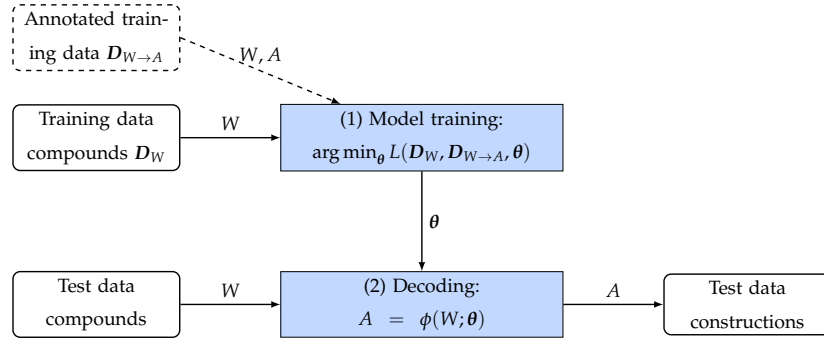 Annotated train-
ing data D_{W→A}
W, A
Training data
compounds D_W
W
(1) Model training:
arg min_θ L(D_W, D_{W→A}, θ)
θ
Test data
compounds
W
(2) Decoding:
A = ϕ(W; θ)
A
Test data
constructions